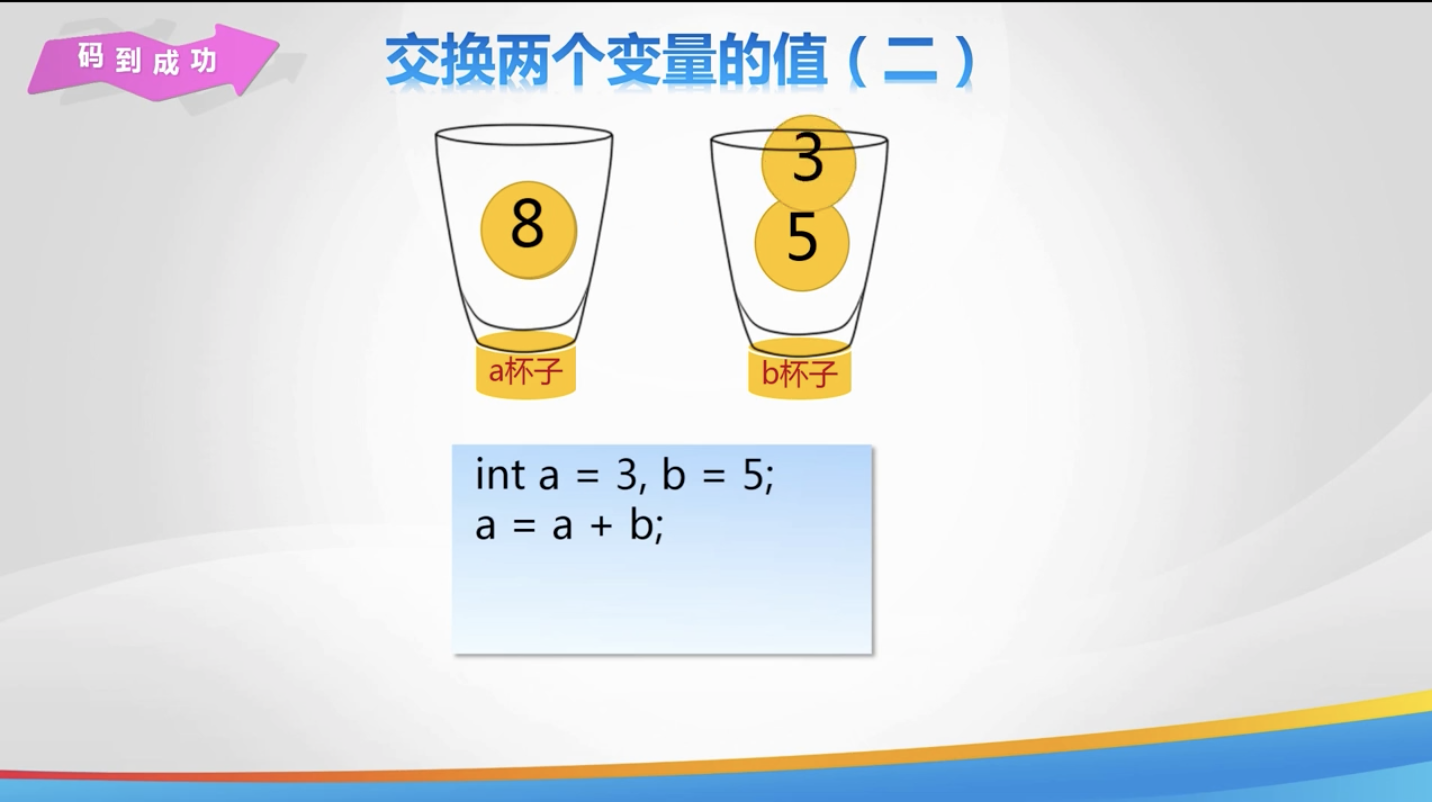 码到成功
交换两个变量的值（二）
8
3
5
a杯子
b杯子
int a = 3, b = 5;
a = a + b;